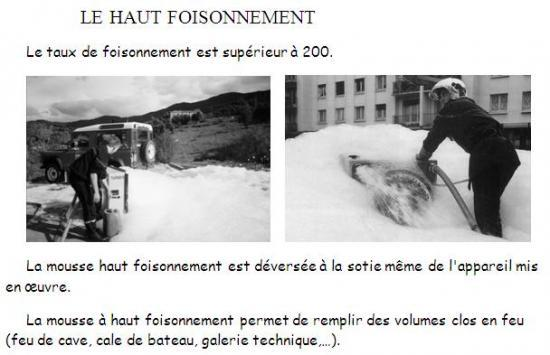 LE HAUT FOISONNEMENT
Le taux de foisonnement est supérieur à 200.
La mousse haut foisonnement est déversée à la sotie même de l'appareil mis
en œuvre.
La mousse à haut foisonnement permet de remplir des volumes clos en feu
(feu de cave, cale de bateau, galerie technique,...).